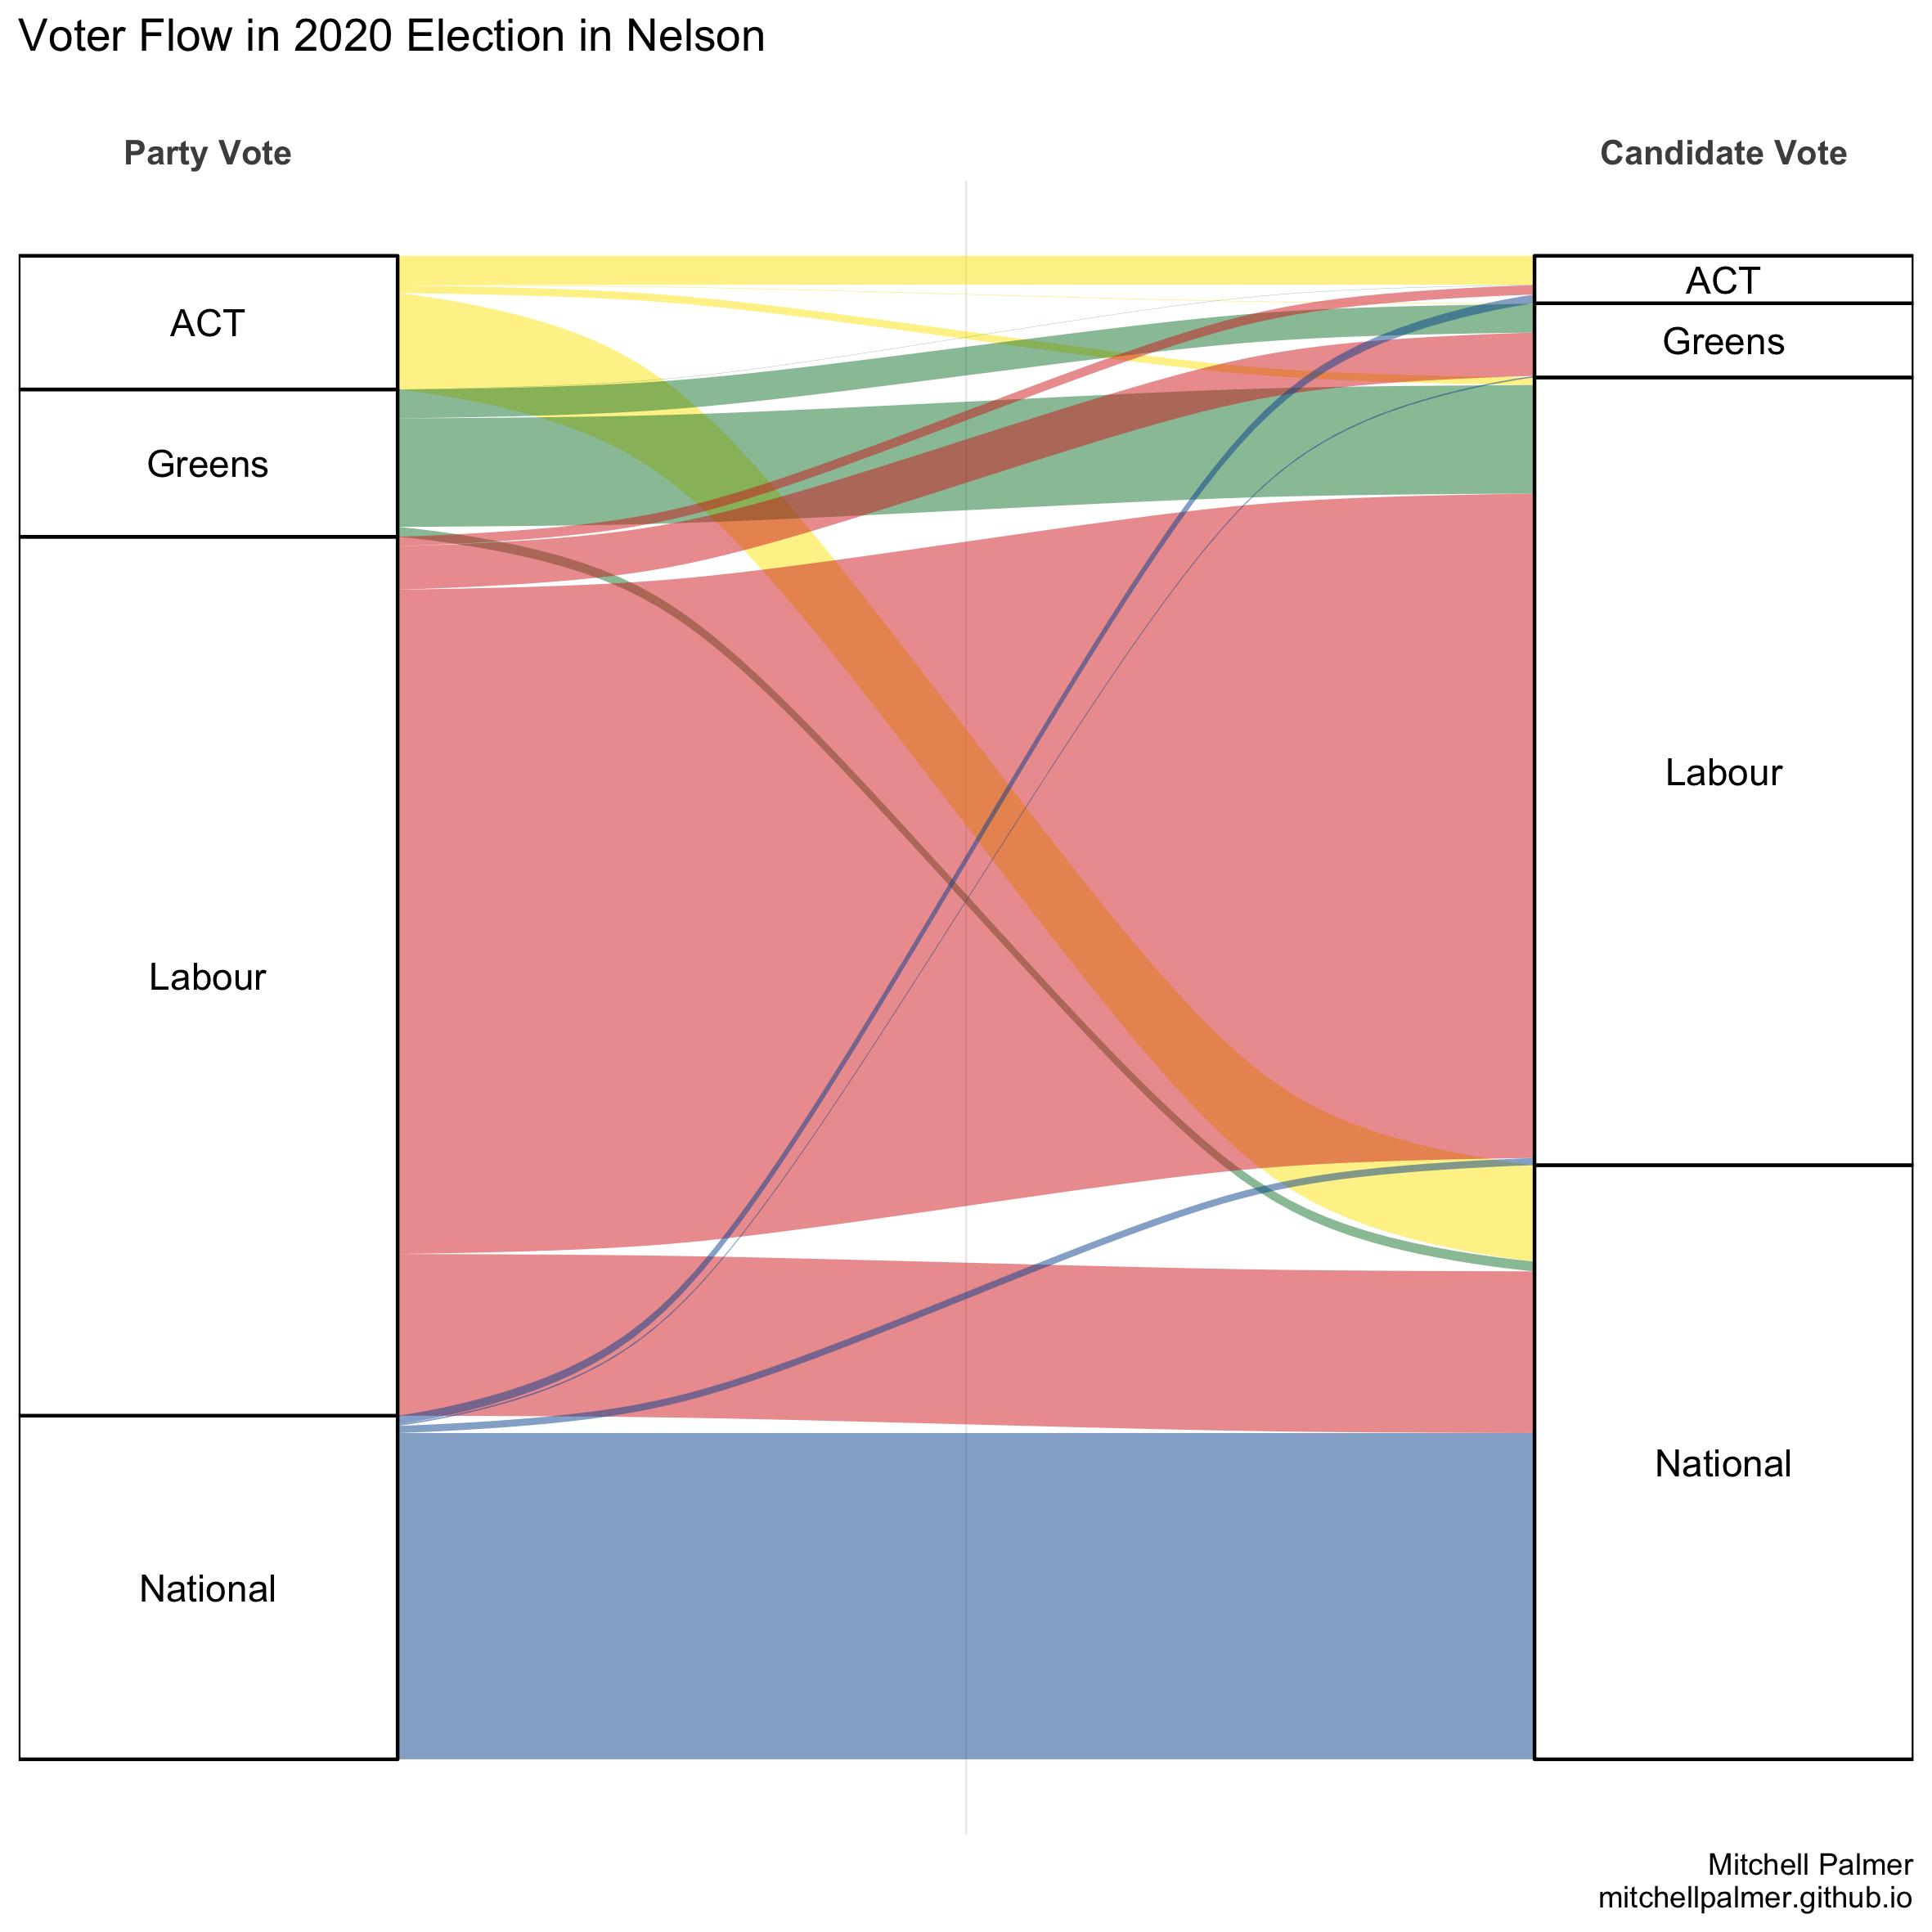 Voter Flow in 2020 Election in Nelson
Party Vote
Candidate Vote
ACT
Greens
Labour
National
ACT
Greens
Labour
National
Mitchell Palmer
mitchellpalmer.github.io